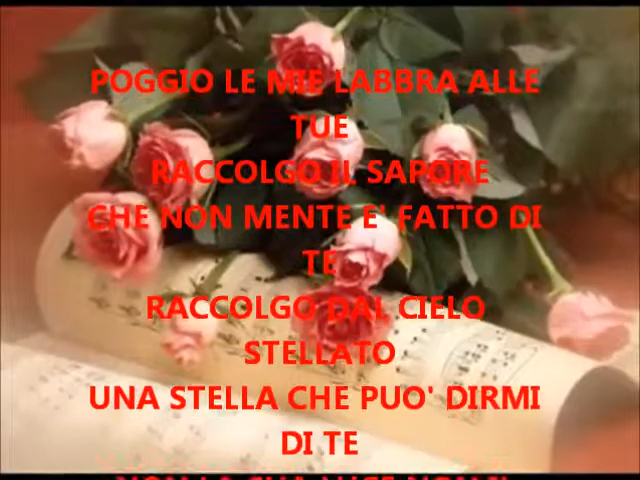 POGGIO LE MIE LABBRA ALLE
TUE
RACCOLGO IL SAPORE
CHE NON MENTE E' FATTO DI
TE
RACCOLGO DAL CIELO
STELLATO
UNA STELLA CHE PUO' DIRMI
DI TE